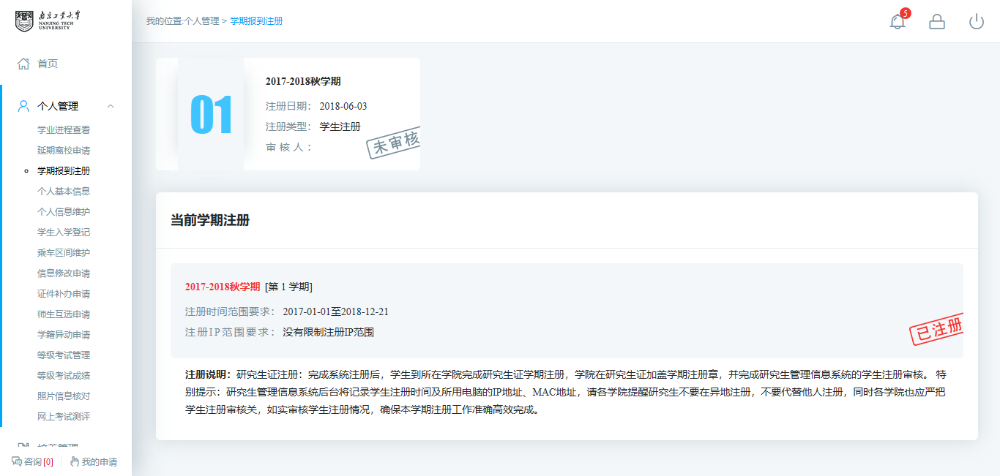 南京工业大学
NANJING TECH
UNIVERSITY
我的位置:个人管理 > 学期报到注册
5
首页
个人管理
学业进程查看
延期离校申请
学期报到注册
个人基本信息
个人信息维护
学生入学登记
乘车区间维护
信息修改申请
证件补办申请
师生互选申请
学籍异动申请
等级考试管理
等级考试成绩
照片信息核对
网上考试测评
培养管理
咨询[0]
我的申请
01
2017-2018秋学期
注册日期： 2018-06-03
注册类型： 学生注册
审 核 人：
未审核
当前学期注册
2017-2018秋学期 [第 1 学期]
注册时间范围要求： 2017-01-01至2018-12-21
注册IP范围要求： 没有限制注册IP范围
已注册
注册说明：研究生证注册：完成系统注册后，学生到所在学院完成研究生证学期注册，学院在研究生证加盖学期注册章，并完成研究生管理信息系统的学生注册审核。 特
别提示：研究生管理信息系统后台将记录学生注册时间及所用电脑的IP地址、MAC地址，请各学院提醒研究生不要在异地注册，不要代替他人注册，同时各学院也应严把
学生注册审核关，如实审核学生注册情况，确保本学期注册工作准确高效完成。